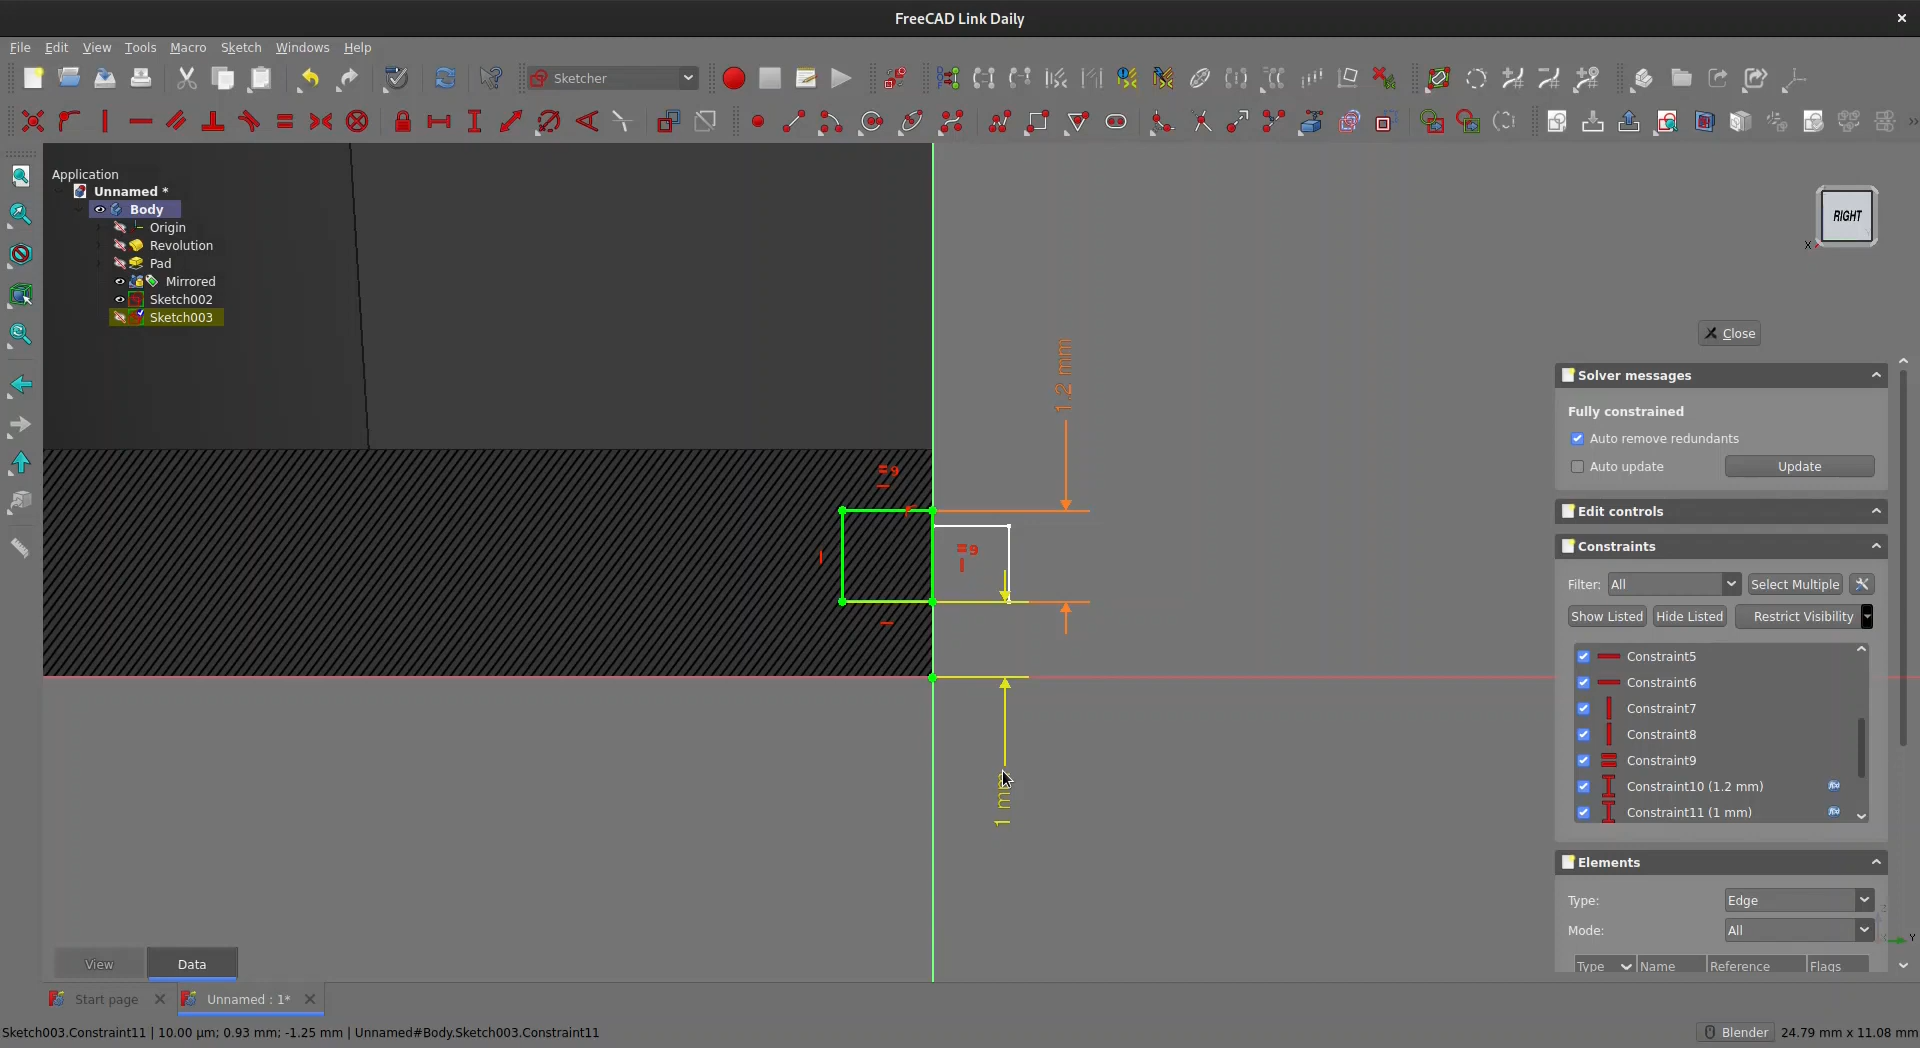 FreeCAD Link Daily
File Edit View Tools Macro Sketch Windows Help
Sketcher
Application
Unnamed *
Body
Origin
Revolution
Pad
Mirrored
Sketch002
Sketch003
RIGHT
X
1.2 mm
9
9
1 mm
Close
Solver messages
Fully constrained
Auto remove redundants
Auto update Update
Edit controls
Constraints
Filter: All Select Multiple
Show Listed Hide Listed Restrict Visibility
Constraint5
Constraint6
Constraint7
Constraint8
Constraint9
Constraint10 (1.2 mm)
Constraint11 (1 mm)
Elements
Type: Edge
Mode: All
Y
Type Name Reference Flags
View Data
Start page Unnamed : 1*
Sketch003.Constraint11 | 10.00 μm; 0.93 mm; -1.25 mm | Unnamed#Body.Sketch003.Constraint11
Blender 24.79 mm x 11.08 mm